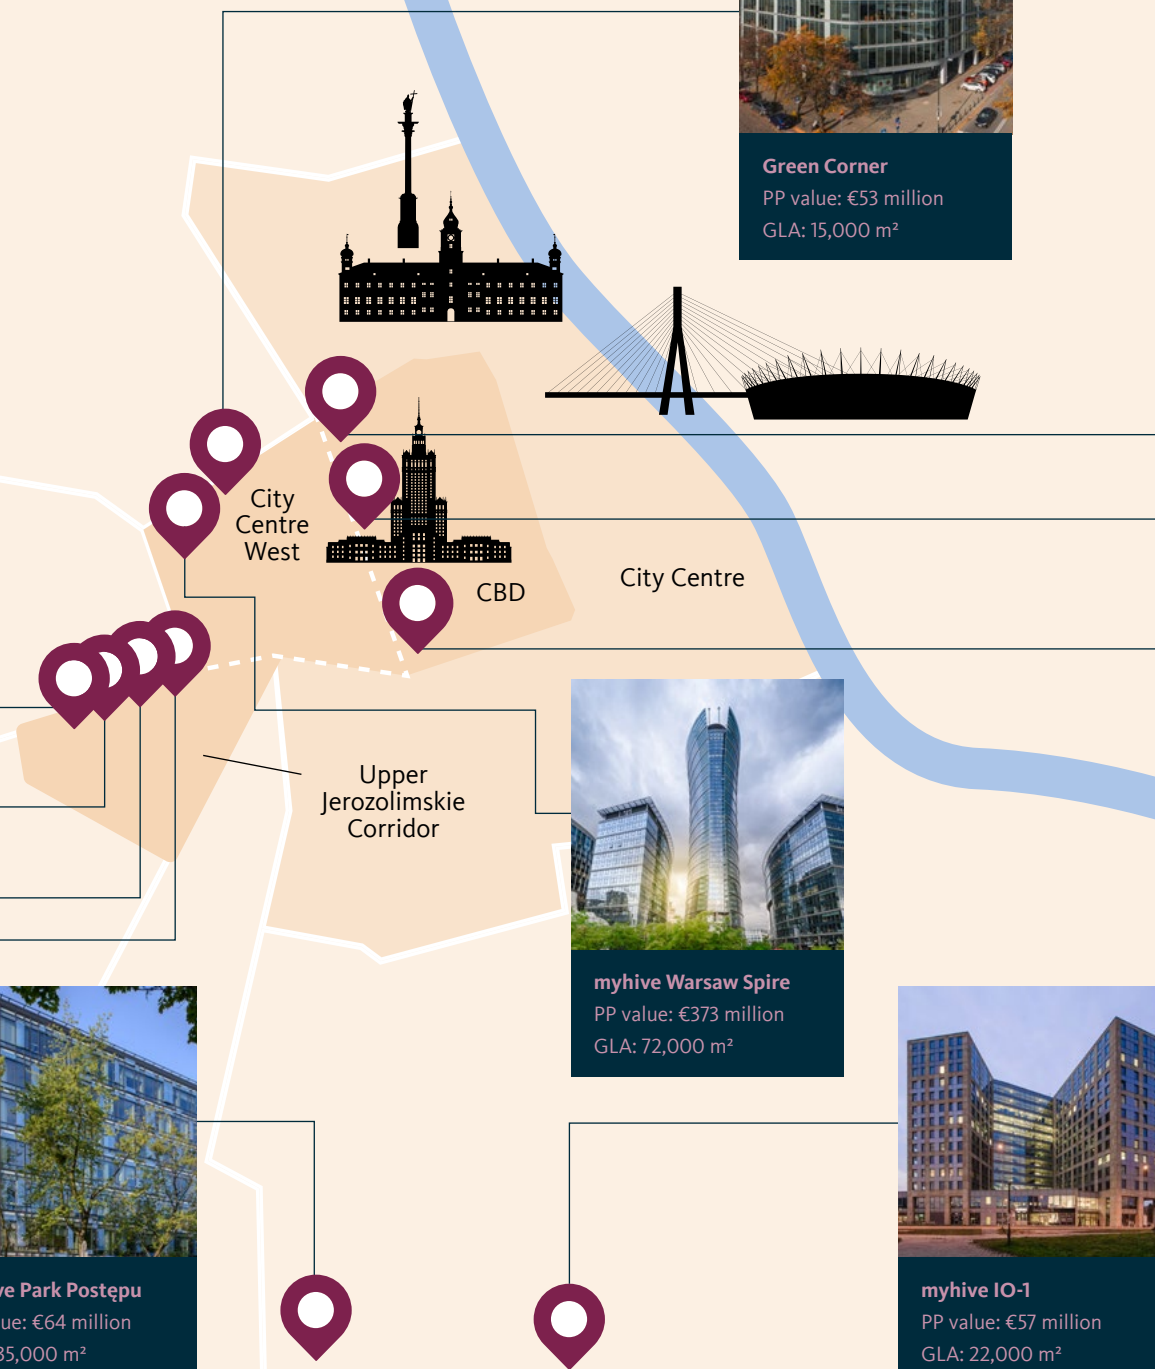 Green Corner
PP value: €53 million
GLA: 15,000 m²
City
Centre
West
CBD
City Centre
Upper
Jerozolimskie
Corridor
myhive Warsaw Spire
PP value: €373 million
GLA: 72,000 m²
ve Park Postępu
ue: €64 million
35,000 m²
myhive IO-1
PP value: €57 million
GLA: 22,000 m²